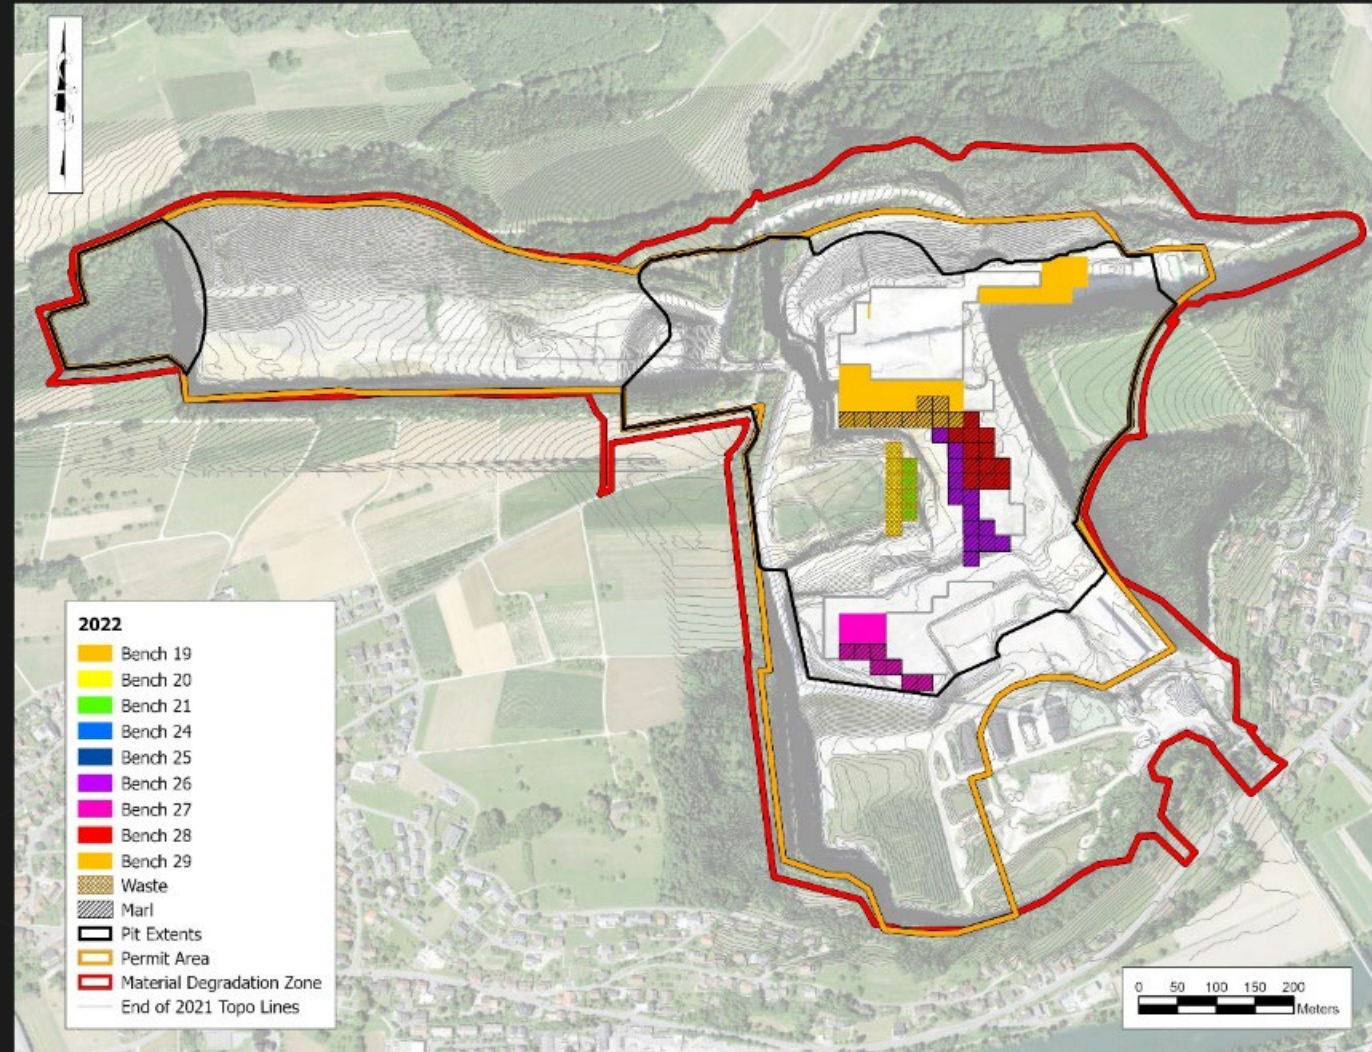 2022
Bench 19
Bench 20
Bench 21
Bench 24
Bench 25
Bench 26
Bench 27
Bench 28
Bench 29
Waste
Marl
Pit Extents
Permit Area
Material Degradation Zone
End of 2021 Topo Lines
0 50 100 150 200
Meters